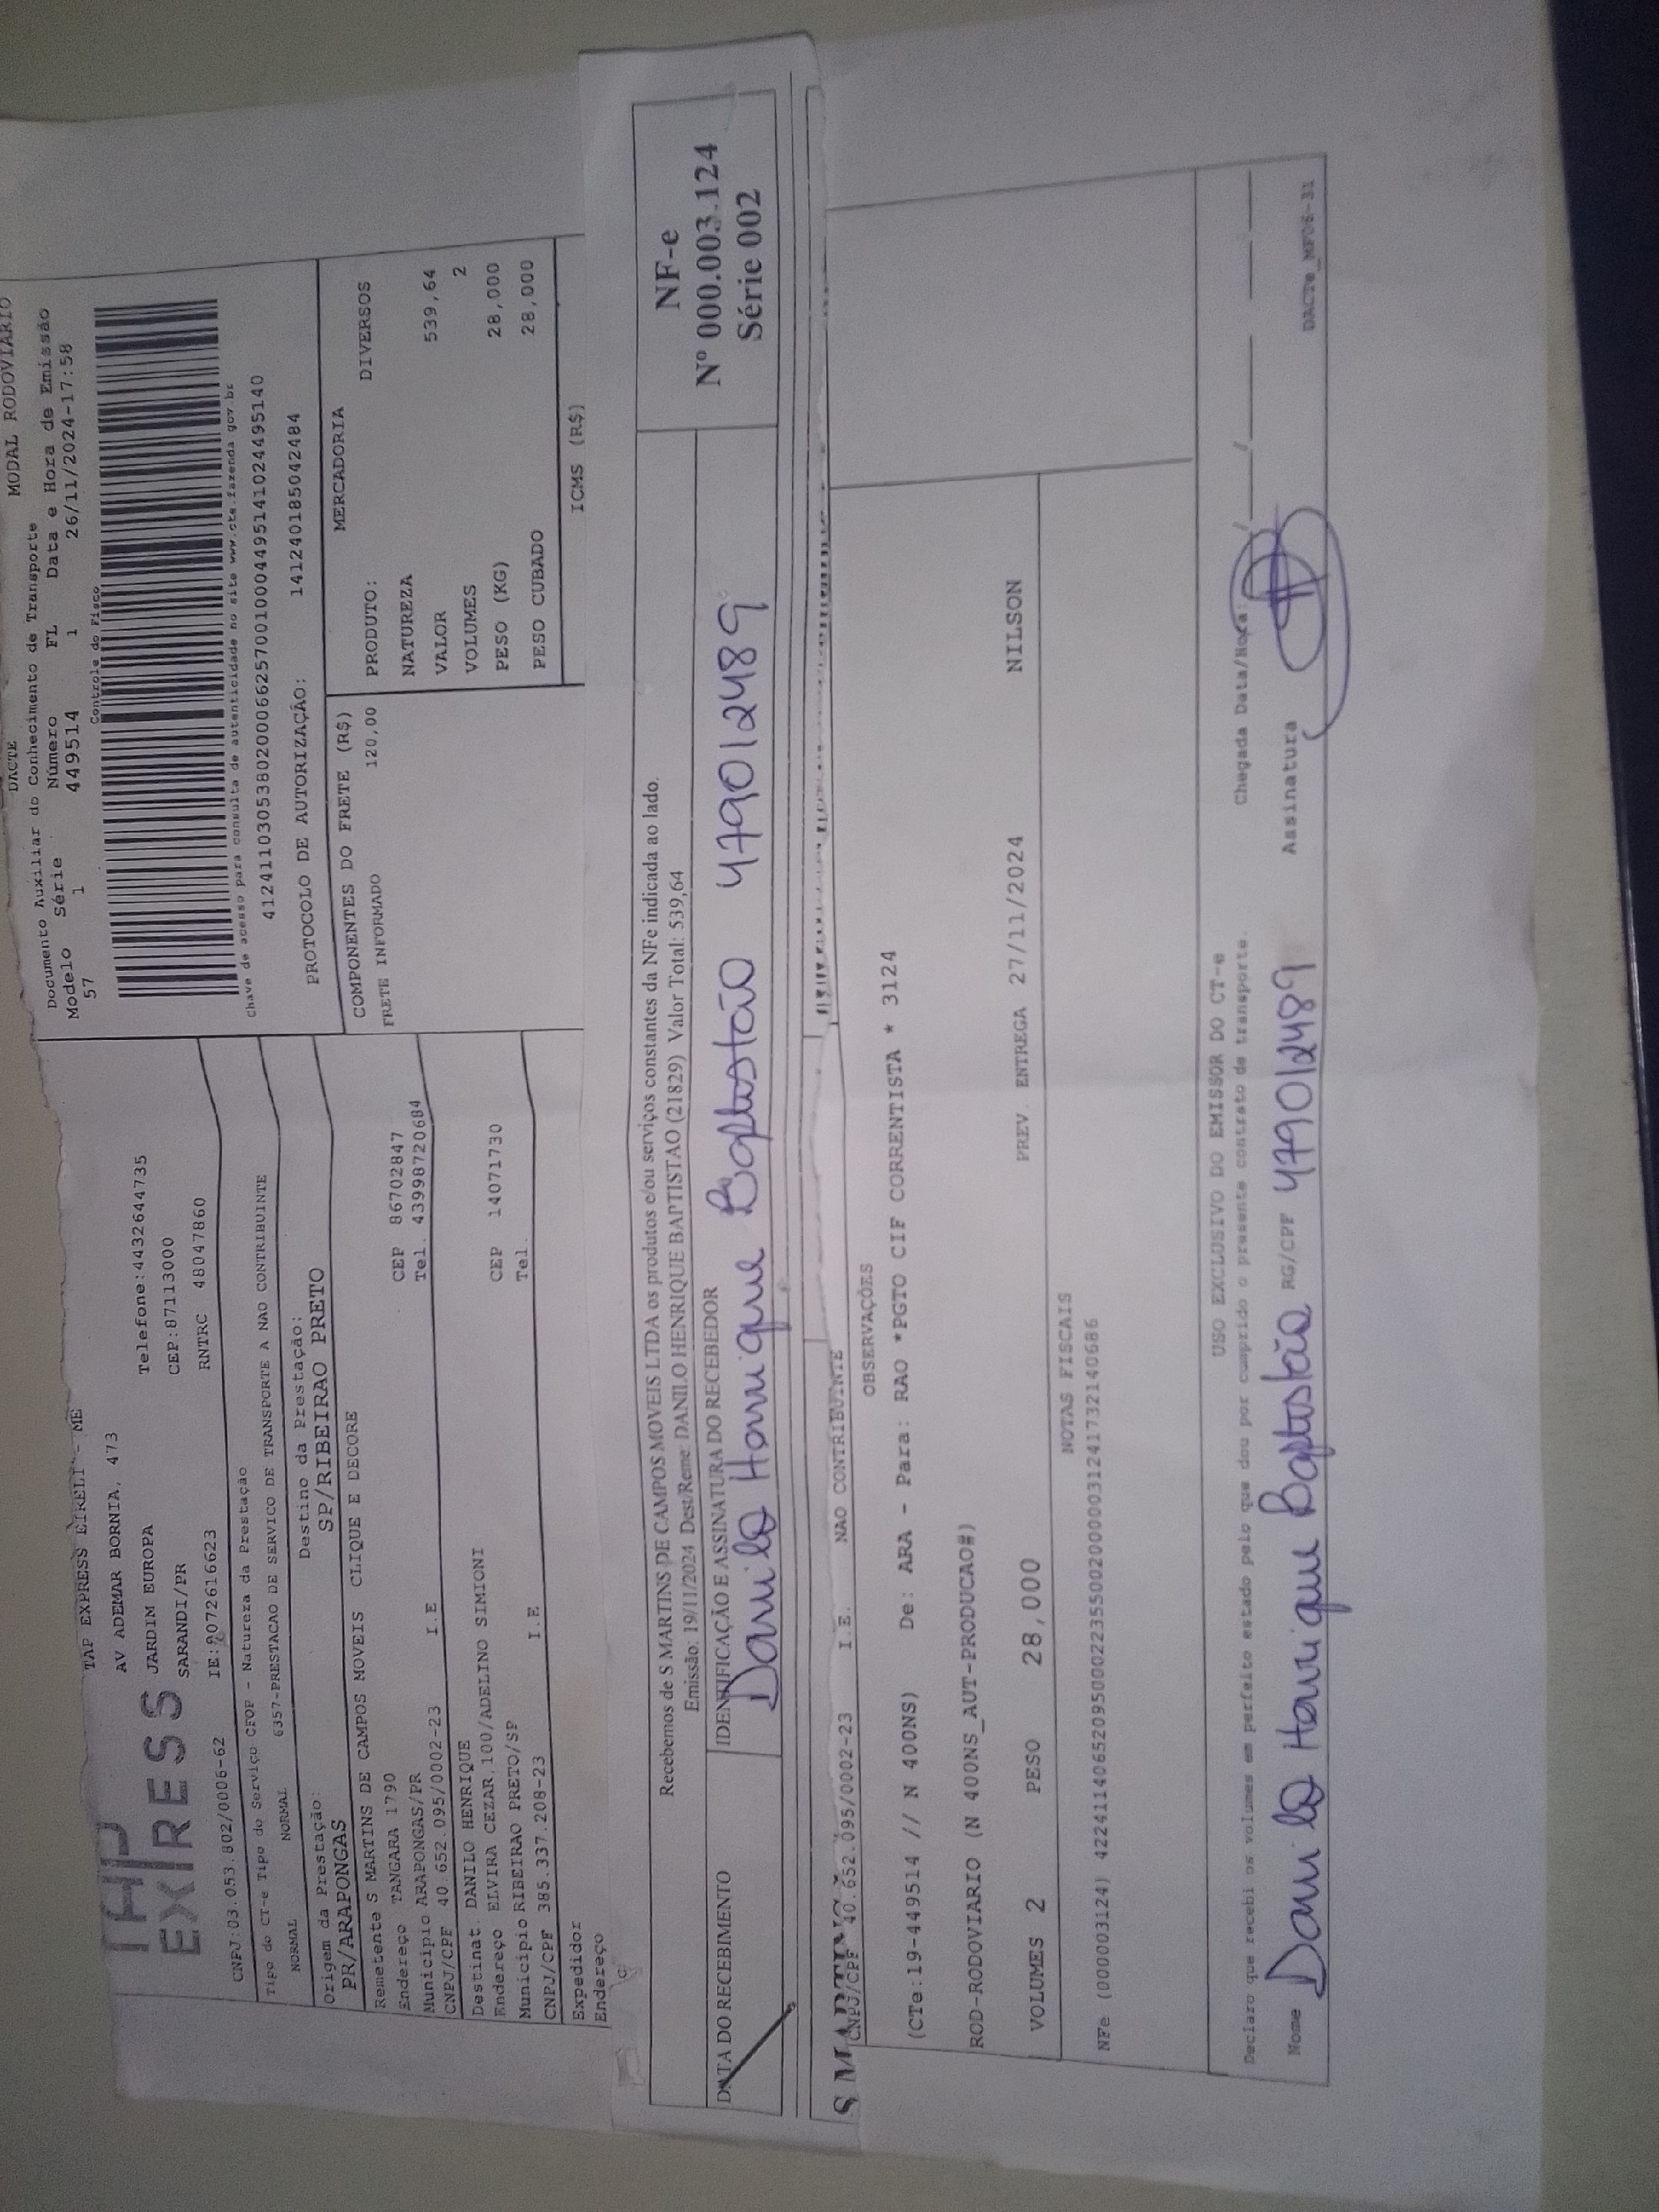 TAP
EXPRESS
TAP EXPRESS EIRELI - ME
AV ADEMAR BORNIA, 473
JARDIM EUROPA Telefone:4432644735
SARANDI/PR CEP:87113000
CNPJ:03.053.802/0006-62 IE:9072616623 RNTRC 48047860
Tipo do CT-e Tipo do Serviço CFOP - Natureza da Prestação
NORMAL NORMAL 6357-PRESTACAO DE SERVICO DE TRANSPORTE A NAO CONTRIBUINTE
Origem da Prestação: Destino da Prestação:
PR/ARAPONGAS SP/RIBEIRAO PRETO
Remetente S MARTINS DE CAMPOS MOVEIS CLIQUE E DECORE
Endereço TANGARA 1790 CEP 86702847
Município ARAPONGAS/PR Tel. 43998720684
CNPJ/CPF 40.652.095/0002-23 I.E
Destinat. DANILO HENRIQUE
Endereço ELVIRA CEZAR,100/ADELINO SIMIONI CEP 14071730
Município RIBEIRAO PRETO/SP Tel.
CNPJ/CPF 385.337.208-23 I.E
Expedidor
Endereço
DACTE MODAL RODOVIÁRIO
Documento Auxiliar do Conhecimento de Transporte
Modelo Série Número FL Data e Hora de Emissão
57 1 449514 1 26/11/2024-17:58
Controle do Fisco
Chave de acesso para consulta de autenticidade no site www.cte.fazenda.gov.br
41241103053802000662570010004495141024495140
PROTOCOLO DE AUTORIZAÇÃO: 141240185042484
COMPONENTES DO FRETE (R$) MERCADORIA
FRETE INFORMADO 120,00
PRODUTO: DIVERSOS
NATUREZA
VALOR 539,64
VOLUMES 2
PESO (KG) 28,000
PESO CUBADO 28,000
ICMS (R$)
Recebemos de S MARTINS DE CAMPOS MOVEIS LTDA os produtos e/ou serviços constantes da NFe indicada ao lado.
Emissão: 19/11/2024 Dest/Reme: DANILO HENRIQUE BAPTISTAO (21829) Valor Total: 539,64
DATA DO RECEBIMENTO IDENTIFICAÇÃO E ASSINATURA DO RECEBEDOR
Danilo Henrique Baptistão 479012489
NF-e
Nº 000.003.124
Série 002
S MARTINS
CNPJ/CPF 40.652.095/0002-23 I.E. NAO CONTRIBUINTE
OBSERVAÇÕES
(CTe:19-449514 // N 400NS) De: ARA - Para: RAO *PGTO CIF CORRENTISTA * 3124
ROD-RODOVIARIO (N 400NS_AUT-PRODUCAO#)
VOLUMES 2 PESO 28,000 PREV. ENTREGA 27/11/2024 NILSON
NOTAS FISCAIS
NFe (000003124) 42241140652095000223550020000031241732140686
USO EXCLUSIVO DO EMISSOR DO CT-e
Declaro que recebi os volumes em perfeito estado pelo que dou por cumprido o presente contrato de transporte. Chegada Data/Hora: / /
Nome Danilo Henrique Baptistão RG/CPF 479012489 Assinatura
DACTe_MF06-31